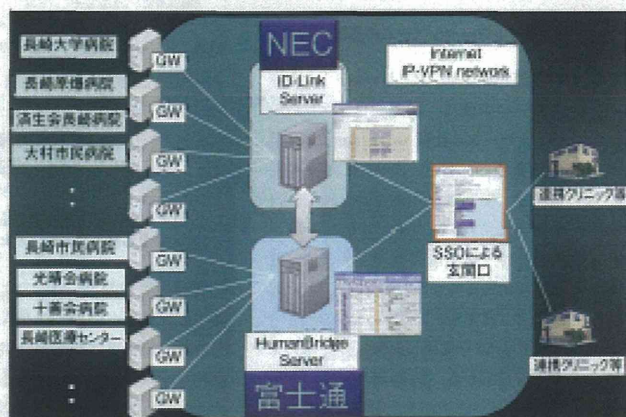 長崎大学病院
長崎原爆病院
済生会長崎病院
大村市民病院
:
長崎市民病院
光晴会病院
十善会病院
長崎医療センター
:
GW
GW
GW
GW
GW
GW
GW
GW
GW
NEC
ID-Link
Server
Internet
IP-VPN network
SSOによる
玄関口
HumanBridge
Server
富士通
連携クリニック等
連携クリニック等